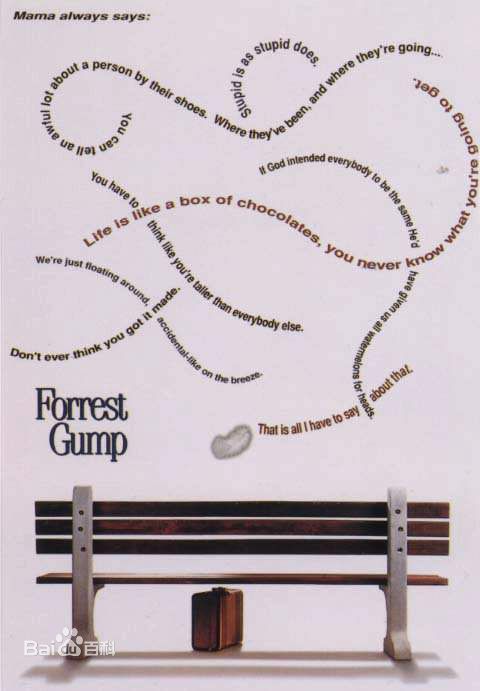 Mama always says:
Stupid is as stupid does.
You can tell an awful lot about a person by their shoes. Where they've been, and where they're going...
If God intended everybody to be the same He'd have given us all watermelons for heads.
You have to think like you're taller than everybody else.
Life is like a box of chocolates, you never know what you're going to get.
We're just floating around, accidental-like on the breeze.
Don't ever think you got it made.
That is all I have to say about that.
Forrest
Gump
Bai百科